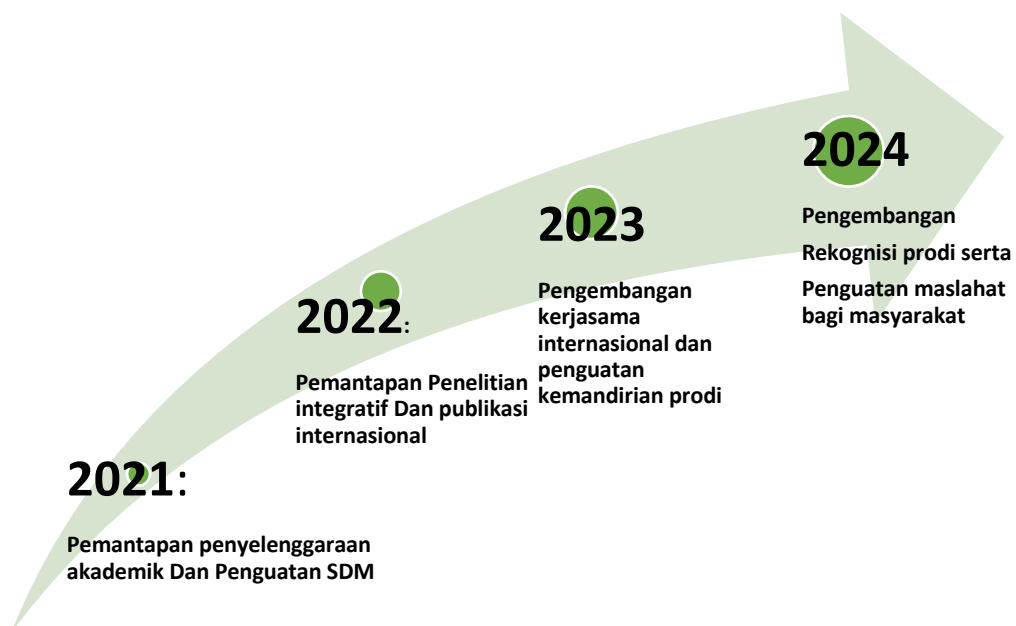 2021:
Pemantapan penyelenggaraan
akademik Dan Penguatan SDM
2022:
Pemantapan Penelitian
integratif Dan publikasi
internasional
2023
Pengembangan
kerjasama
internasional dan
penguatan
kemandirian prodi
2024
Pengembangan
Rekognisi prodi serta
Penguatan maslahat
bagi masyarakat